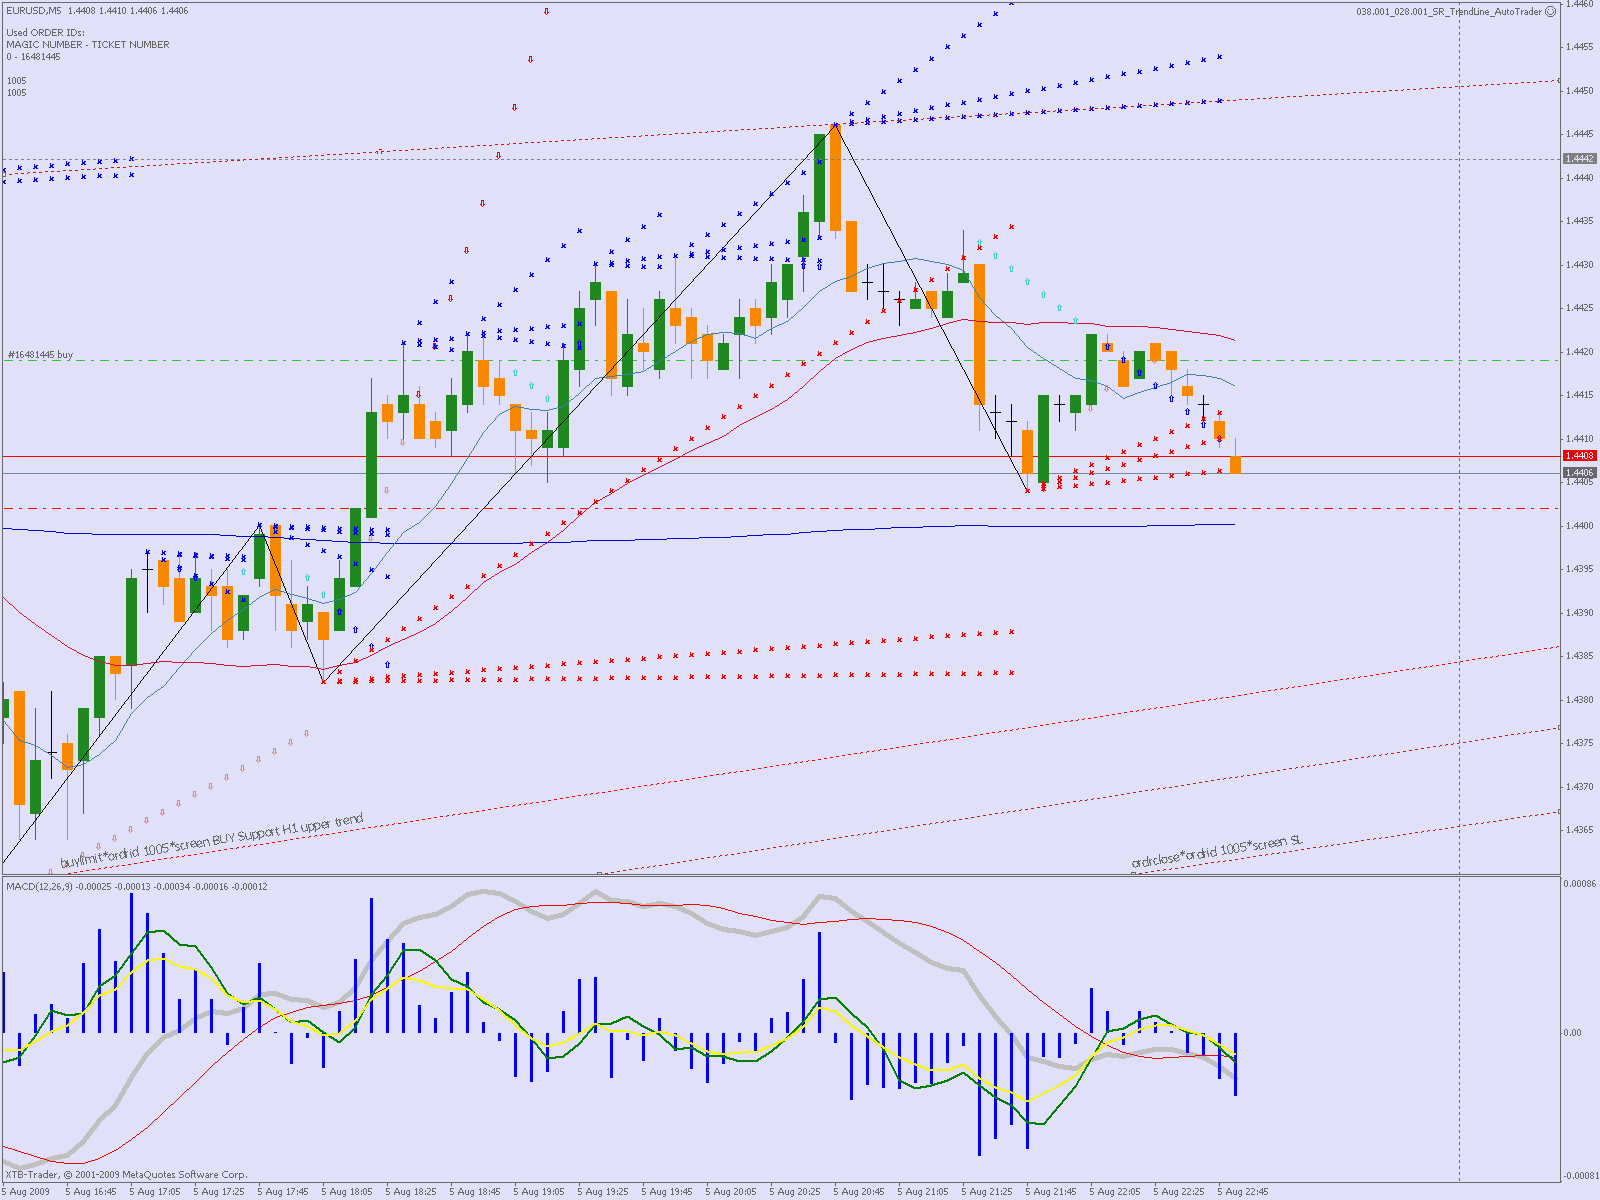 EURUSD,M5 1.4408 1.4410 1.4406 1.4406
038.001_028.001_SR_TrendLine_AutoTrader
Used ORDER IDs:
MAGIC NUMBER - TICKET NUMBER
0 - 16481445
1005
1005
1.4460
1.4455
1.4450
1.4445
1.4442
1.4440
1.4435
1.4430
1.4425
#16481445 buy
1.4420
1.4415
1.4410
1.4408
1.4406
1.4405
1.4400
1.4395
1.4390
1.4385
1.4380
1.4375
1.4370
1.4365
buylimit*ordrid 1005*screen BUY Support H1 upper trend
ordrclose*ordrid 1005*screen SL
MACD(12,26,9) -0.00025 -0.00013 -0.00034 -0.00016 -0.00012
0.00086
0.00
-0.00081
XTB-Trader, © 2001-2009 MetaQuotes Software Corp.
5 Aug 2009 5 Aug 16:45 5 Aug 17:05 5 Aug 17:25 5 Aug 17:45 5 Aug 18:05 5 Aug 18:25 5 Aug 18:45 5 Aug 19:05 5 Aug 19:25 5 Aug 19:45 5 Aug 20:05 5 Aug 20:25 5 Aug 20:45 5 Aug 21:05 5 Aug 21:25 5 Aug 21:45 5 Aug 22:05 5 Aug 22:25 5 Aug 22:45